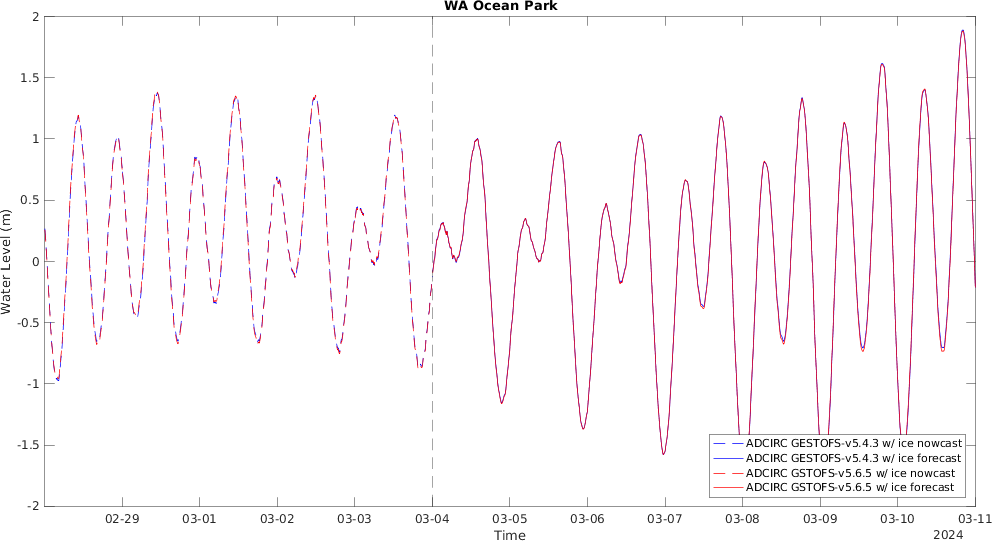 WA Ocean Park
2
1.5
1
0.5
0
-0.5
-1
-1.5
-2
Water Level (m)
ADCIRC GESTOFS-v5.4.3 w/ ice nowcast
ADCIRC GESTOFS-v5.4.3 w/ ice forecast
ADCIRC GSTOFS-v5.6.5 w/ ice nowcast
ADCIRC GSTOFS-v5.6.5 w/ ice forecast
02-29 03-01 03-02 03-03 03-04 03-05 03-06 03-07 03-08 03-09 03-10 03-11
Time
2024